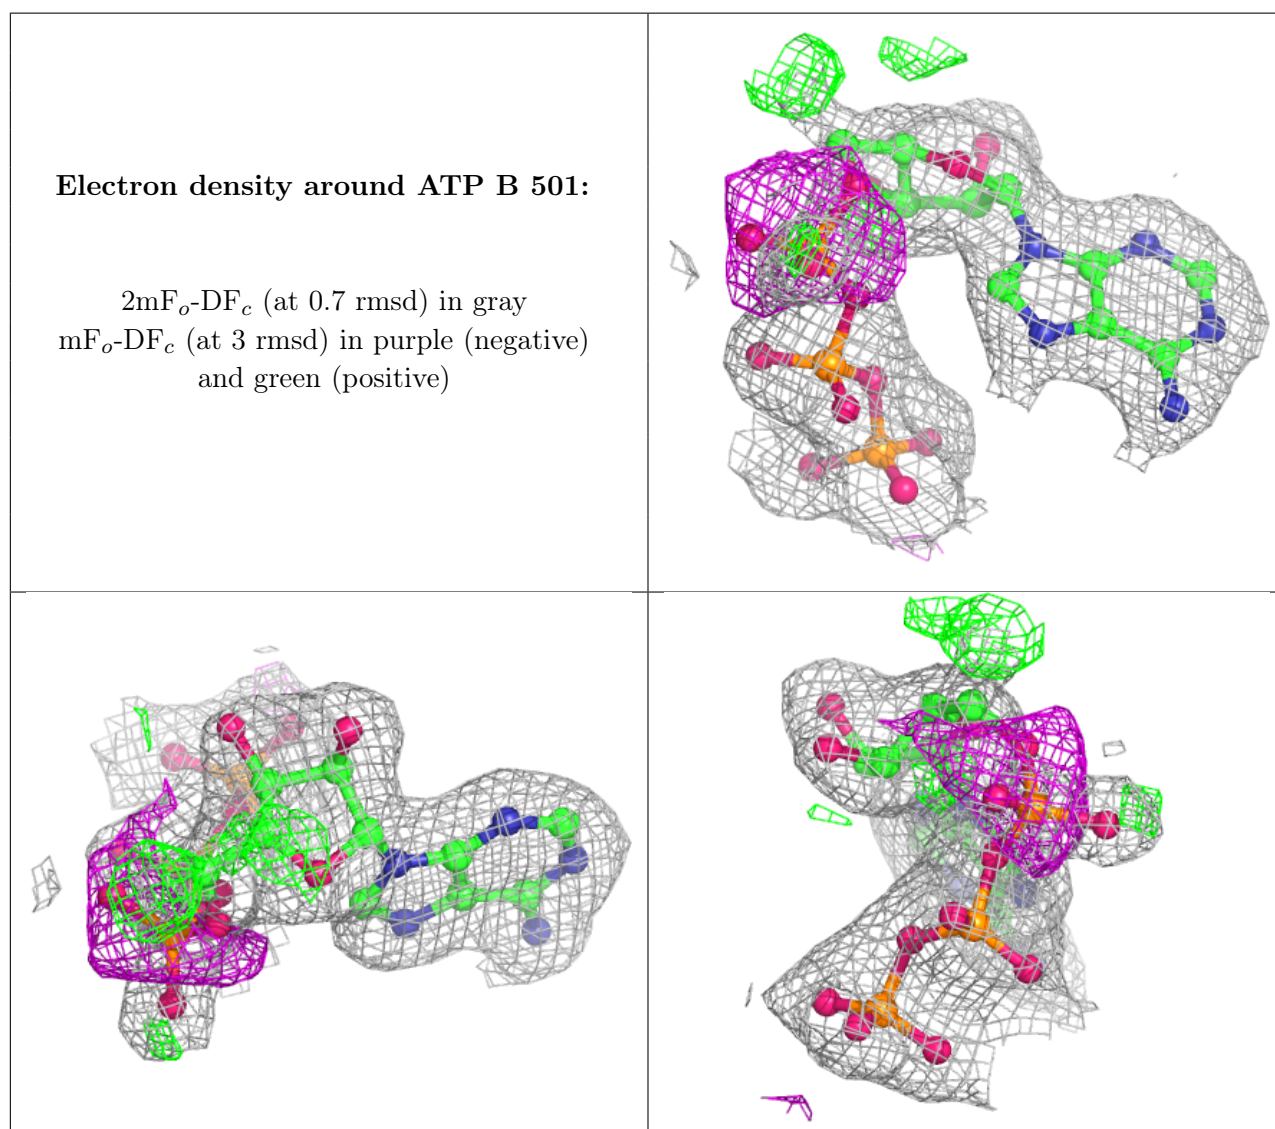 Electron density around ATP B 501:
2mFo-DFc (at 0.7 rmsd) in gray
mFo-DFc (at 3 rmsd) in purple (negative)
and green (positive)